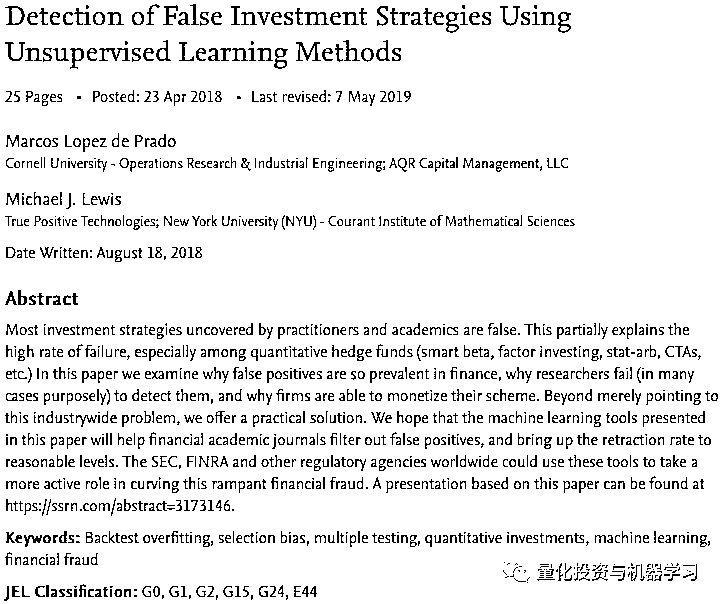 Detection of False Investment Strategies Using
Unsupervised Learning Methods
25 Pages • Posted: 23 Apr 2018 • Last revised: 7 May 2019
Marcos Lopez de Prado
Cornell University - Operations Research & Industrial Engineering; AQR Capital Management, LLC
Michael J. Lewis
True Positive Technologies; New York University (NYU) - Courant Institute of Mathematical Sciences
Date Written: August 18, 2018
Abstract
Most investment strategies uncovered by practitioners and academics are false. This partially explains the
high rate of failure, especially among quantitative hedge funds (smart beta, factor investing, stat-arb, CTAs,
etc.) In this paper we examine why false positives are so prevalent in finance, why researchers fail (in many
cases purposely) to detect them, and why firms are able to monetize their scheme. Beyond merely pointing to
this industrywide problem, we offer a practical solution. We hope that the machine learning tools presented
in this paper will help financial academic journals filter out false positives, and bring up the retraction rate to
reasonable levels. The SEC, FINRA and other regulatory agencies worldwide could use these tools to take a
more active role in curving this rampant financial fraud. A presentation based on this paper can be found at
https://ssrn.com/abstract=3173146.
Keywords: Backtest overfitting, selection bias, multiple testing, quantitative investments, machine learning,
financial fraud
JEL Classification: G0, G1, G2, G15, G24, E44
量化投资与机器学习